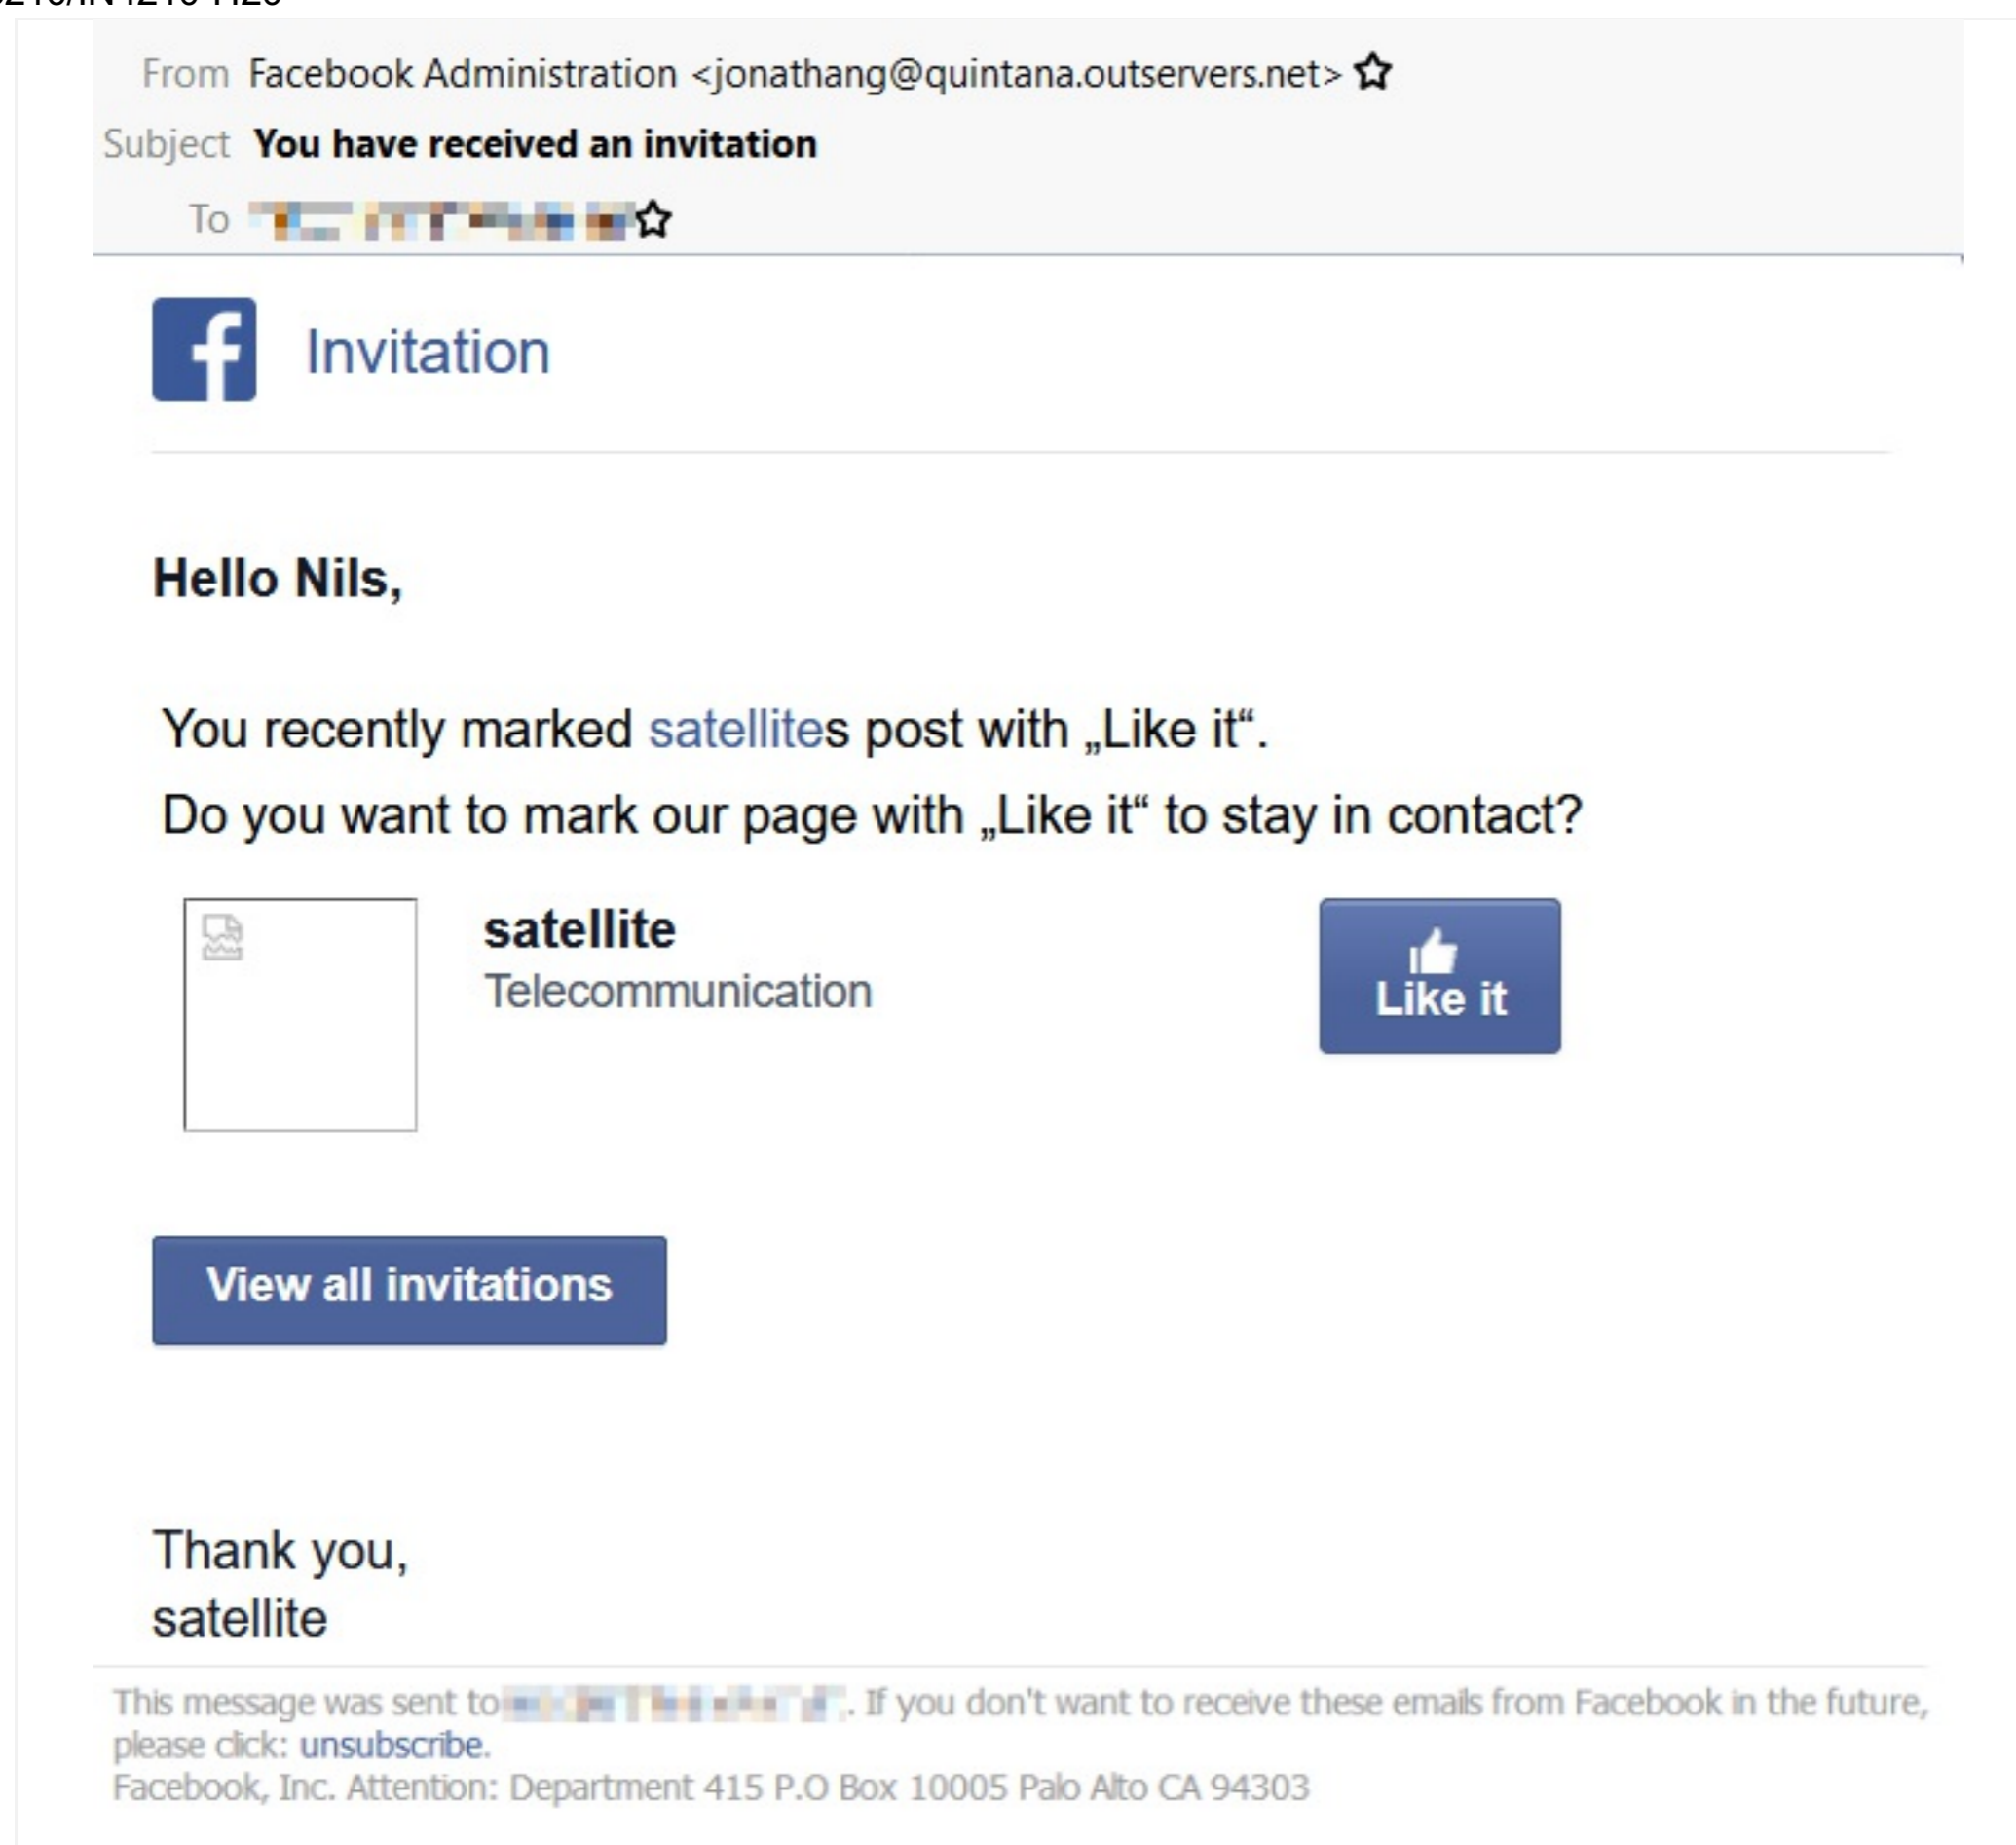 From Facebook Administration <jonathang@quintana.outservers.net>
Subject You have received an invitation
To
f Invitation
Hello Nils,
You recently marked satellites post with „Like it“.
Do you want to mark our page with „Like it“ to stay in contact?
satellite
Telecommunication
Like it
View all invitations
Thank you,
satellite
This message was sent to . If you don't want to receive these emails from Facebook in the future,
please click: unsubscribe.
Facebook, Inc. Attention: Department 415 P.O Box 10005 Palo Alto CA 94303